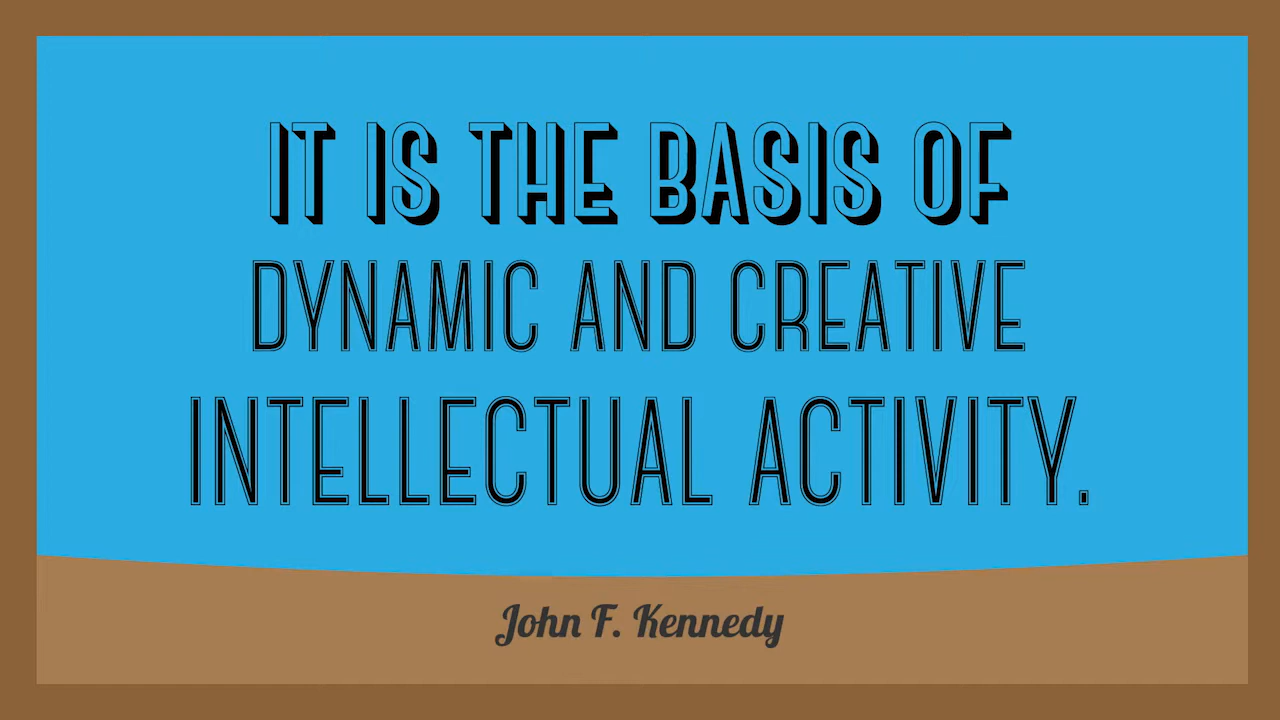 IT IS THE BASIS OF
DYNAMIC AND CREATIVE
INTELLECTUAL ACTIVITY.
John F. Kennedy